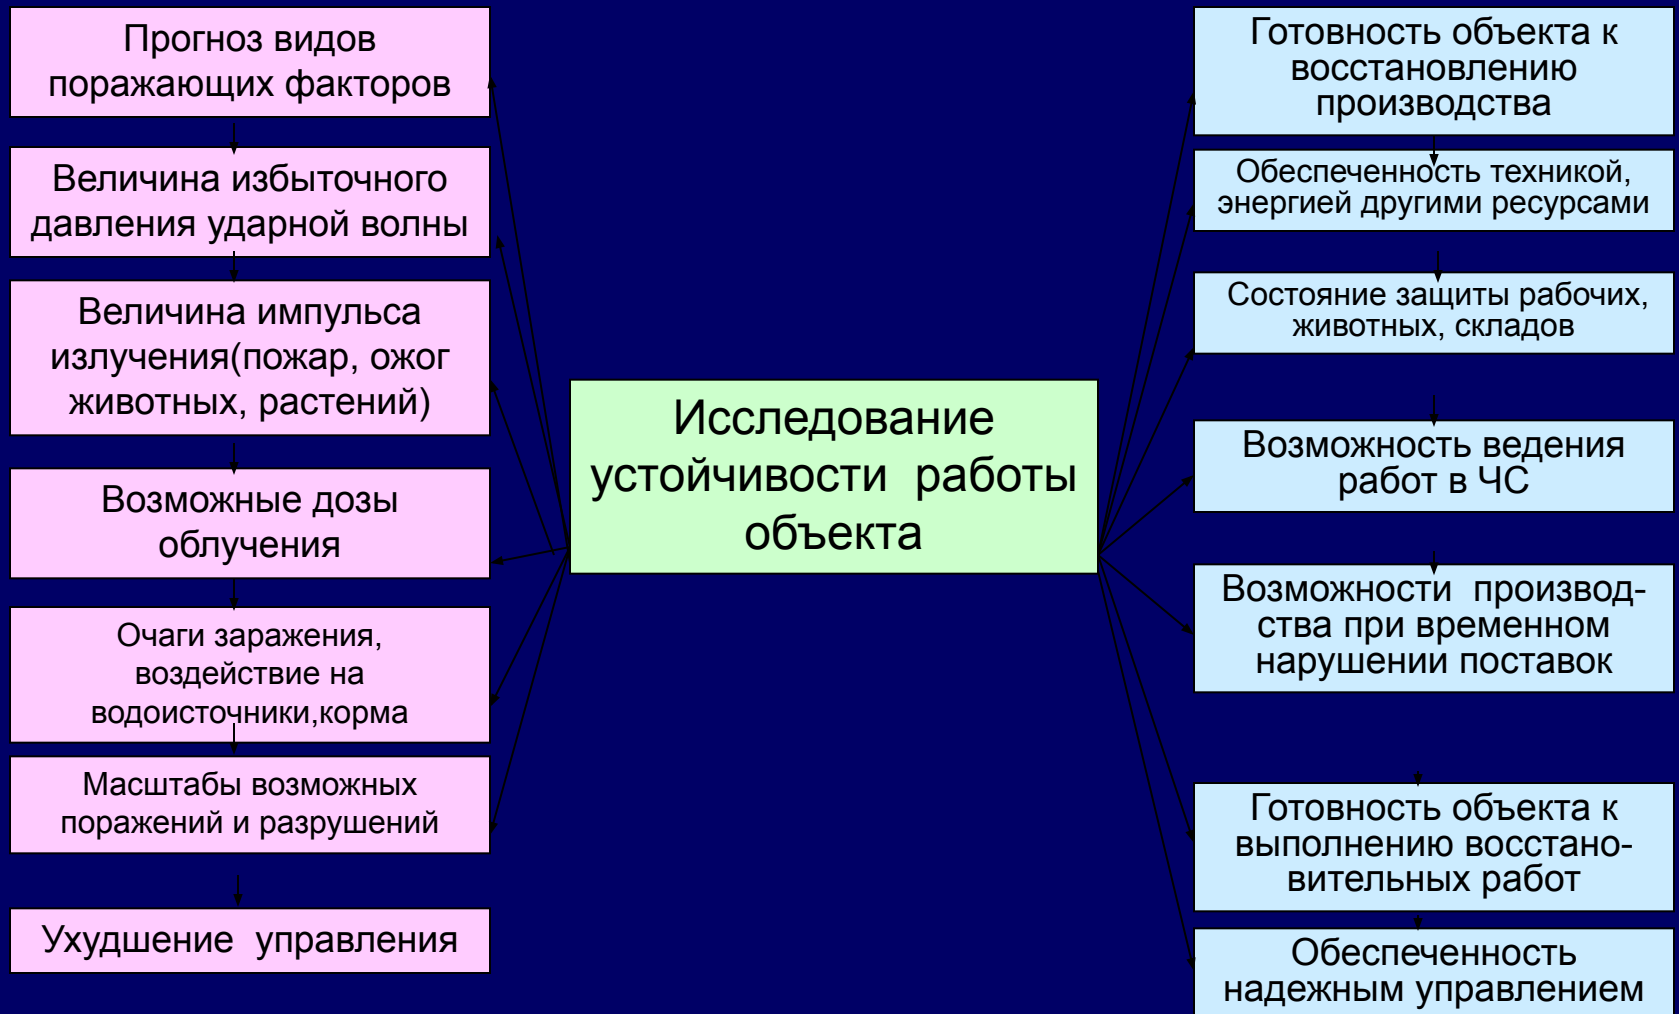 Прогноз видов
поражающих факторов
Величина избыточного
давления ударной волны
Величина импульса
излучения(пожар, ожог
животных, растений)
Возможные дозы
облучения
Очаги заражения,
воздействие на
водоисточники,корма
Масштабы возможных
поражений и разрушений
Ухудшение управления
Исследование
устойчивости работы
объекта
Готовность объекта к
восстановлению
производства
Обеспеченность техникой,
энергией другими ресурсами
Состояние защиты рабочих,
животных, складов
Возможность ведения
работ в ЧС
Возможности производ-
ства при временном
нарушении поставок
Готовность объекта к
выполнению восстано-
вительных работ
Обеспеченность
надежным управлением